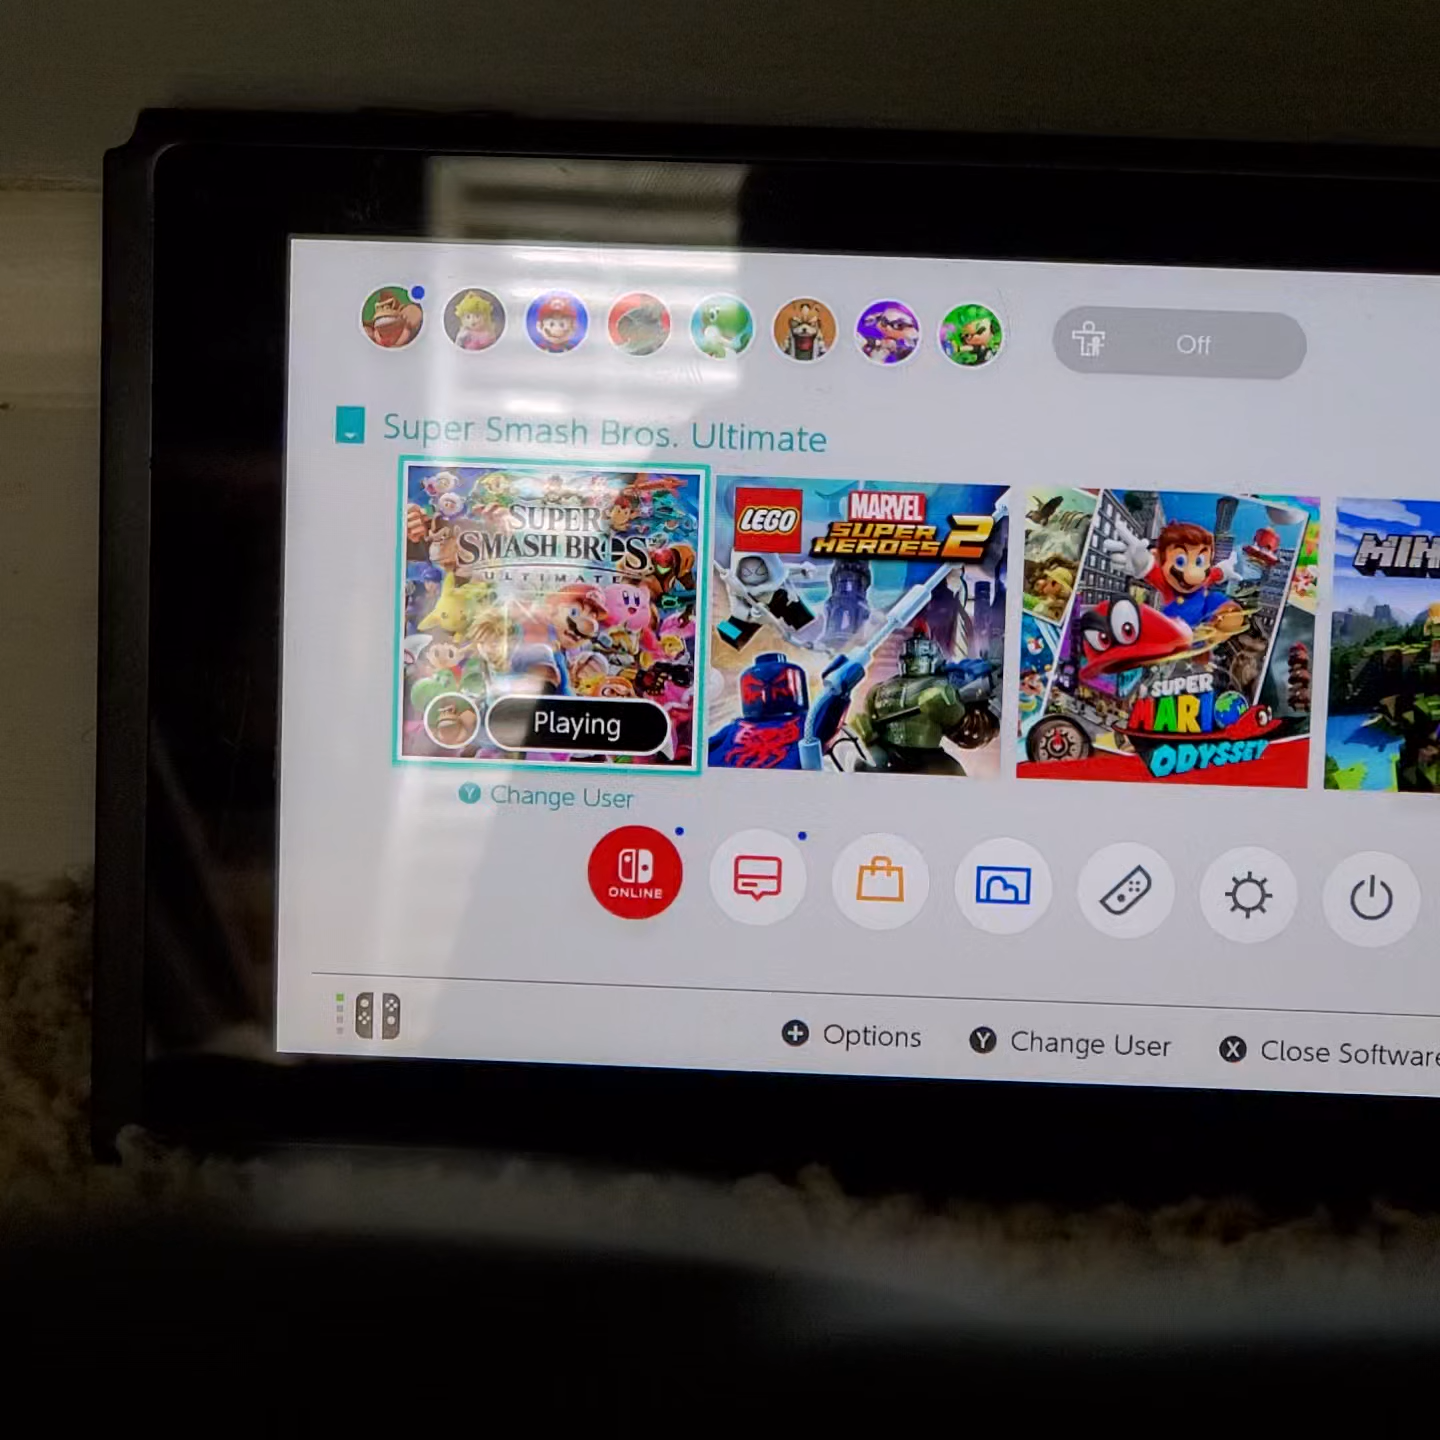 Off
Super Smash Bros. Ultimate
SUPER
SMASH BROS.
ULTIMATE
Playing
LEGO
MARVEL
SUPER
HEROES 2
SUPER
MARIO
ODYSSEY
MIN
Y Change User
ONLINE
+ Options
Y Change User
X Close Software